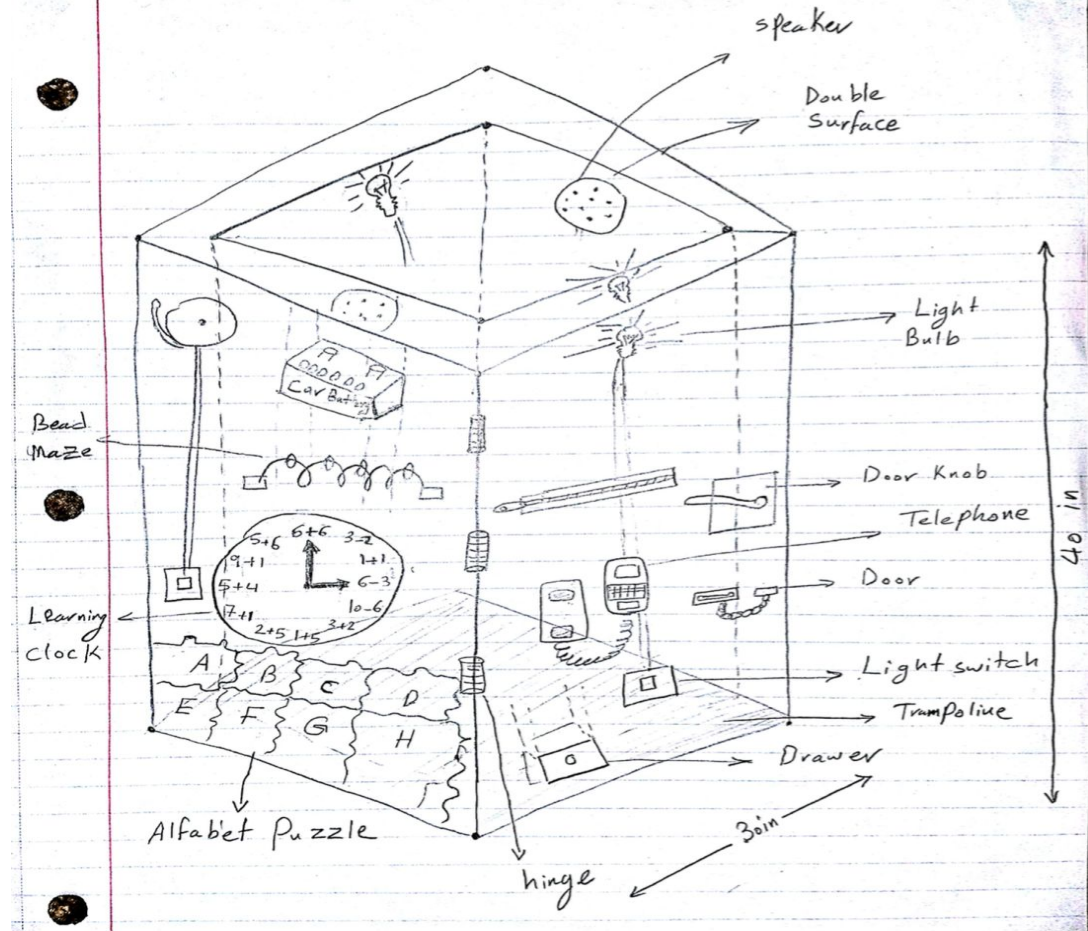 speaker
Double
Surface
Light
Bulb
A A
Car
Bead
Maze
Door Knob
Telephone
40 in
6+6
5+6 3-2
9+1 1+1
5+4 6-3
7+1 10-6
2+5 1+5 3+2
Door
Learning
clock
A B C D
E F G H
Light switch
Trampoline
Drawer
Alfabet Puzzle
30in
hinge